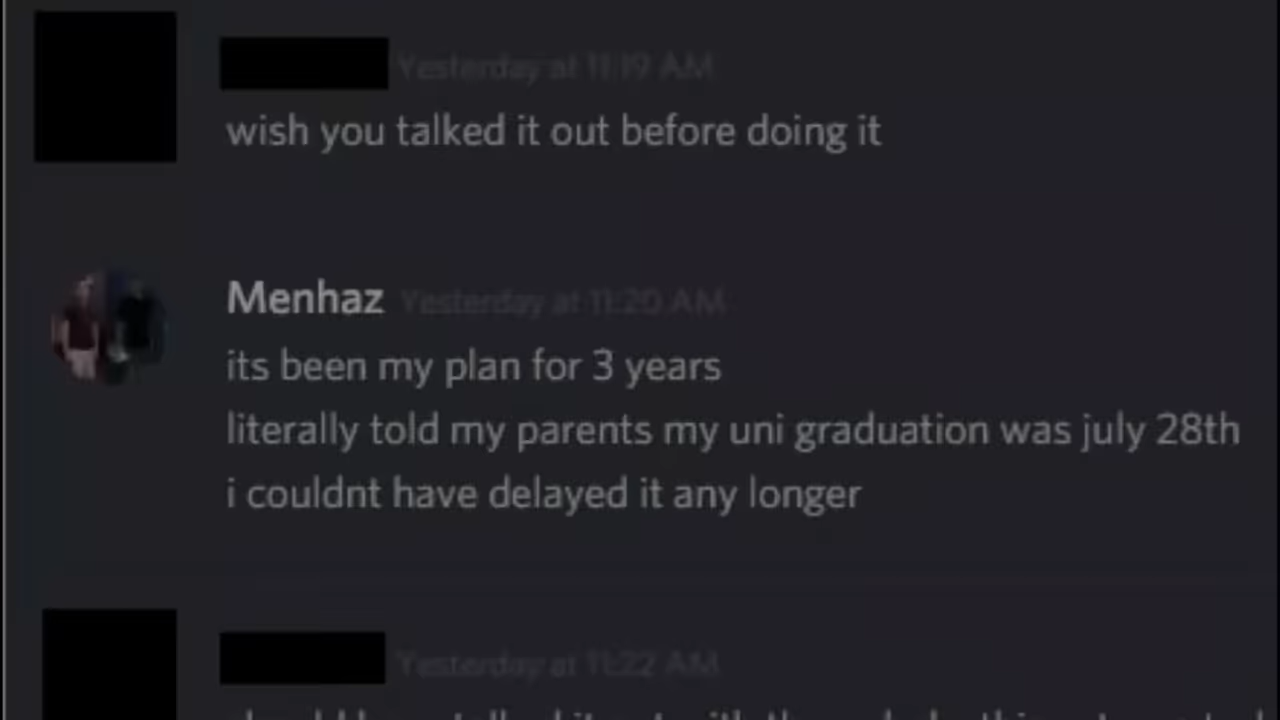 Yesterday at 11:19 AM
wish you talked it out before doing it
Menhaz Yesterday at 11:20 AM
its been my plan for 3 years
literally told my parents my uni graduation was july 28th
i couldnt have delayed it any longer
Yesterday at 11:22 AM